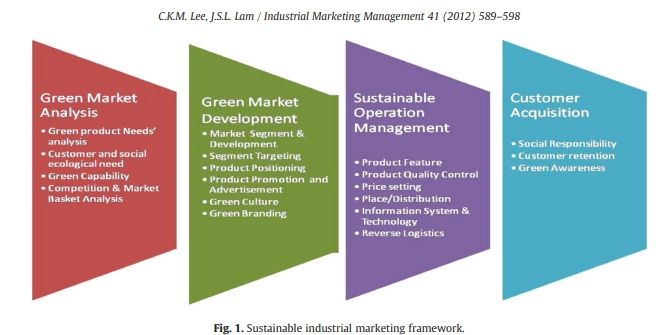 C.K.M. Lee, J.S.L. Lam / Industrial Marketing Management 41 (2012) 589–598
Green Market
Analysis
• Green product Needs'
analysis
• Customer and social
ecological need
• Green Capability
• Competition & Market
Basket Analysis
Green Market
Development
• Market Segment &
Development
• Segment Targeting
• Product Positioning
• Product Promotion and
Advertisement
• Green Culture
• Green Branding
Sustainable
Operation
Management
• Product Feature
• Product Quality Control
• Price setting
• Place/Distribution
• Information System &
Technology
• Reverse Logistics
Customer
Acquisition
• Social Responsibility
• Customer retention
• Green Awareness
Fig. 1. Sustainable industrial marketing framework.